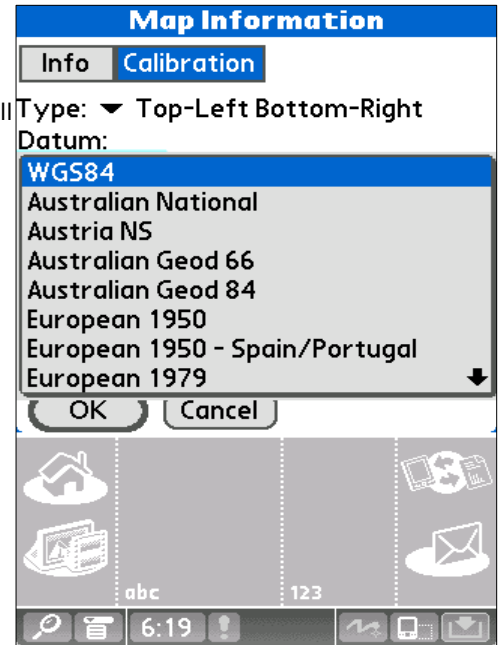 Map Information
Info Calibration
Type: Top-Left Bottom-Right
Datum:
WGS84
Australian National
Austria NS
Australian Geod 66
Australian Geod 84
European 1950
European 1950 - Spain/Portugal
European 1979
OK Cancel
abc 123
6:19